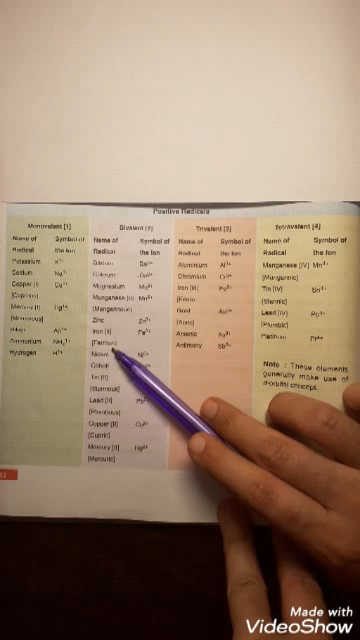 Positive Radicals
Monovalent [1]
Name of Symbol of
Radical the Ion
Potassium K¹⁺
Sodium Na¹⁺
Copper [I] Cu¹⁺
[Cuprous]
Mercury [I] Hg¹⁺
[Mercurous]
Silver Ag¹⁺
Ammonium NH₄¹⁺
Hydrogen H¹⁺
Divalent [2]
Name of Symbol of
Radical the Ion
Barium Ba²⁺
Calcium Ca²⁺
Magnesium Mg²⁺
Manganese [II] Mn²⁺
[Manganous]
Zinc Zn²⁺
Iron [II] Fe²⁺
[Ferrous]
Nickel Ni²⁺
Cobalt
Tin [II]
[Stannous]
Lead [II] Pb²⁺
[Plumbous]
Copper [II] Cu²⁺
[Cupric]
Mercury [II] Hg²⁺
[Mercuric]
Trivalent [3]
Name of Symbol of
Radical the Ion
Aluminium Al³⁺
Chromium Cr³⁺
Iron [III] Fe³⁺
[Ferric]
Gold Au³⁺
[Auric]
Arsenic As³⁺
Antimony Sb³⁺
Tetravalent [4]
Name of Symbol of
Radical the Ion
Manganese [IV] Mn⁴⁺
[Manganic]
Tin [IV] Sn⁴⁺
[Stannic]
Lead [IV] Pb⁴⁺
[Plumbic]
Platinum Pt⁴⁺
Note : These elements
generally make use of
d-orbital concept.
Made with
VideoShow